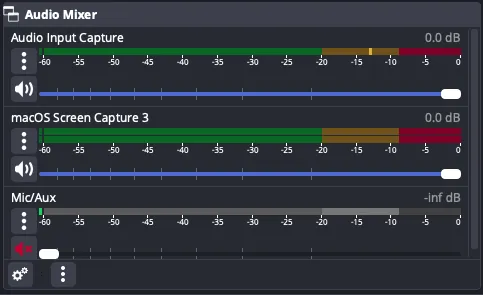 Audio Mixer
Audio Input Capture 0.0 dB
-60 -55 -50 -45 -40 -35 -30 -25 -20 -15 -10 -5 0
macOS Screen Capture 3 0.0 dB
-60 -55 -50 -45 -40 -35 -30 -25 -20 -15 -10 -5 0
Mic/Aux -inf dB
-60 -55 -50 -45 -40 -35 -30 -25 -20 -15 -10 -5 0